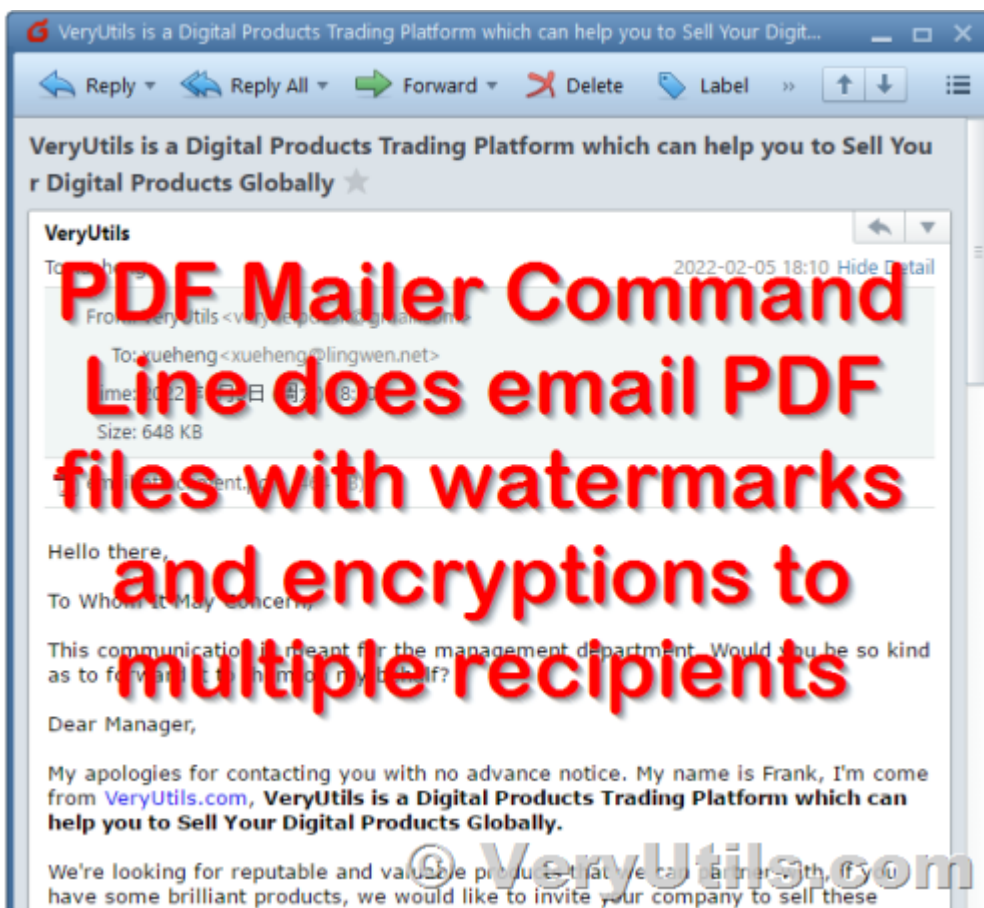 VeryUtils is a Digital Products Trading Platform which can help you to Sell Your Digit...
Reply Reply All Forward Delete Label »
VeryUtils is a Digital Products Trading Platform which can help you to Sell You
r Digital Products Globally
VeryUtils
2022-02-05 18:10 Hide Detail
PDF Mailer Command
To: xueheng<xueheng@lingwen.net>
Line does email PDF
Size: 648 KB
files with watermarks
Hello there,
and encryptions to
To Whom It May Concern,
This communication is meant for the management department. Would you be so kind
as to forward it to them on my behalf?
multiple recipients
Dear Manager,
My apologies for contacting you with no advance notice. My name is Frank, I'm come
from VeryUtils.com, VeryUtils is a Digital Products Trading Platform which can
help you to Sell Your Digital Products Globally.
We're looking for reputable and valuable products that we can partner with, If you
© VeryUtils.com
have some brilliant products, we would like to invite your company to sell these